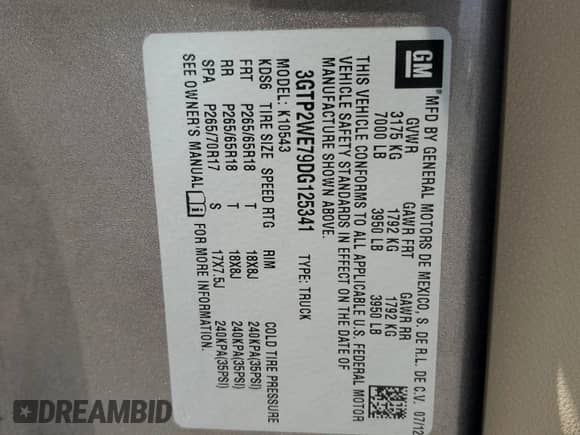 GM
MFD BY GENERAL MOTORS DE MEXICO, S. DE R.L. DE C.V. 07/12
GVWR GAWR FRT GAWR RR
3175 KG 1792 KG 1792 KG
7000 LB 3950 LB 3950 LB
THIS VEHICLE CONFORMS TO ALL APPLICABLE U.S. FEDERAL MOTOR
VEHICLE SAFETY STANDARDS IN EFFECT ON THE DATE OF
MANUFACTURE SHOWN ABOVE.
3GTP2WE79DG125341 TYPE: TRUCK
MODEL: K10543
KDS6 TIRE SIZE SPEED RTG RIM COLD TIRE PRESSURE
FRT P265/65R18 T 18X8J 240KPA(35PSI)
RR P265/65R18 T 18X8J 240KPA(35PSI)
SPA P265/70R17 S 17X7.5J 240KPA(35PSI)
SEE OWNER'S MANUAL FOR MORE INFORMATION.
DREAMBID